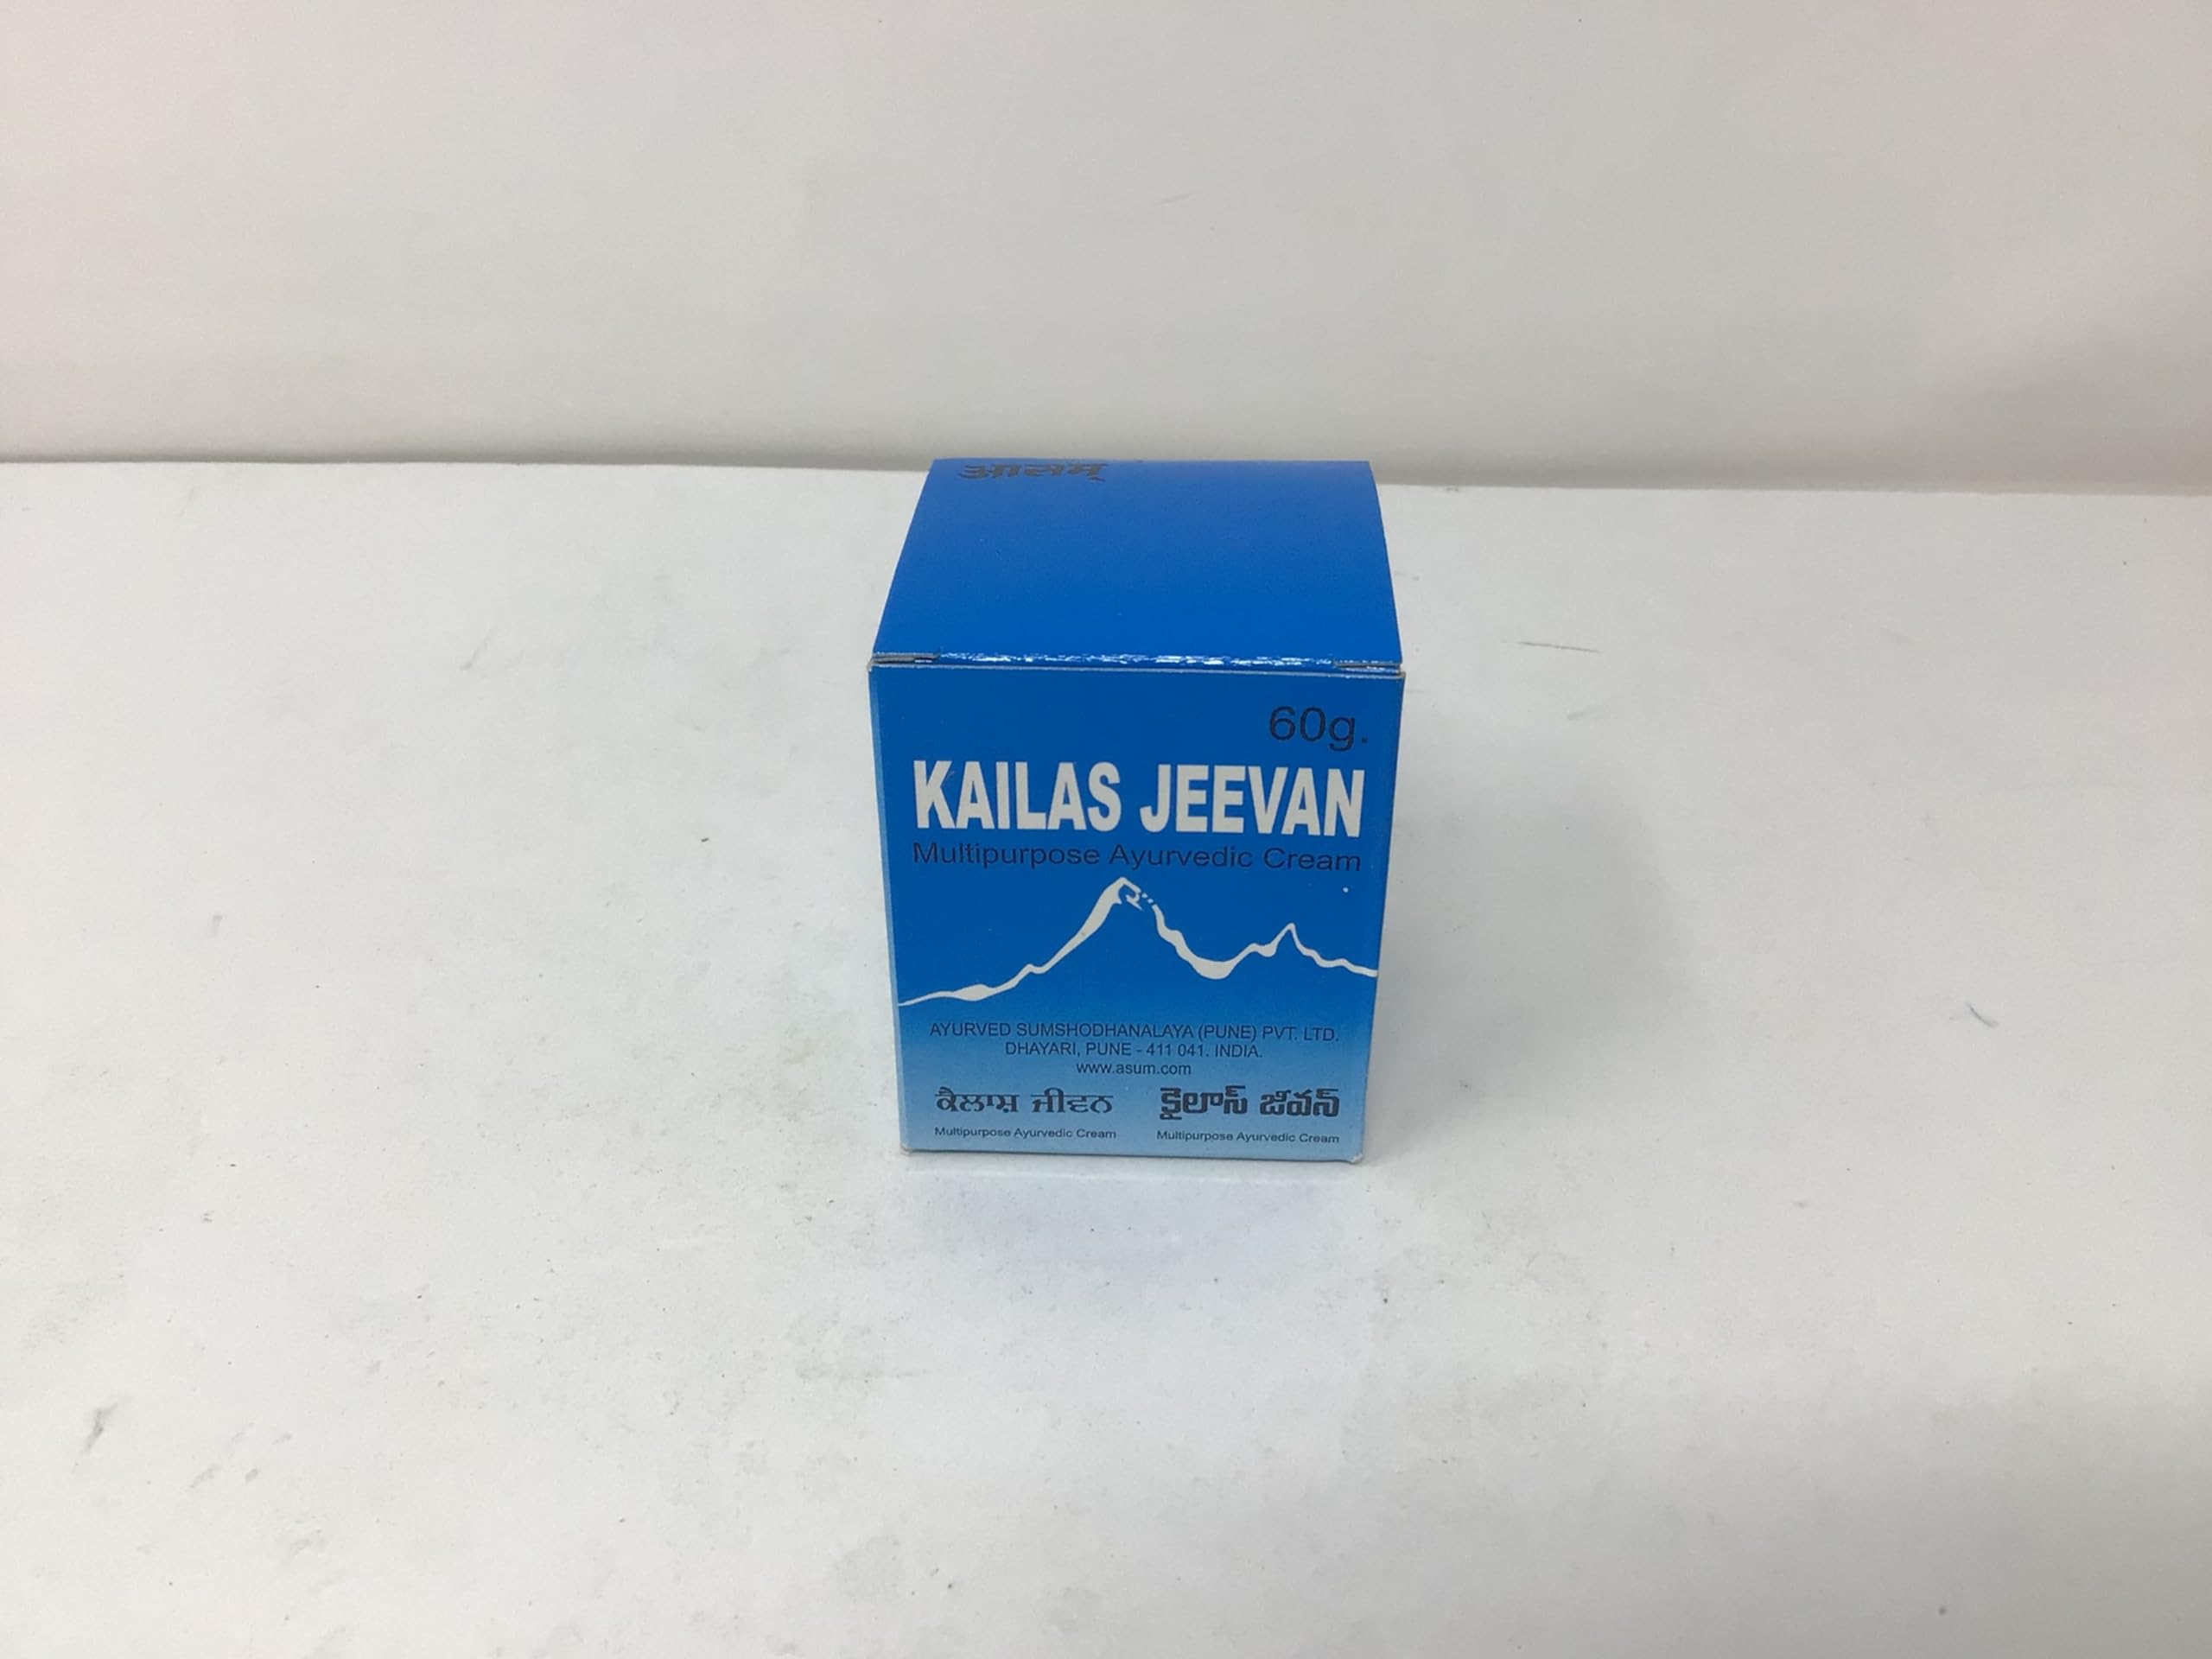 आसम्
60g.
KAILAS JEEVAN
Multipurpose Ayurvedic Cream
AYURVED SUMSHODHANALAYA (PUNE) PVT. LTD.
DHAYARI, PUNE - 411 041. INDIA.
www.asum.com
ਕੈਲਾਸ਼ ਜੀਵਨ కైలాస్ జీవన్
Multipurpose Ayurvedic Cream Multipurpose Ayurvedic Cream